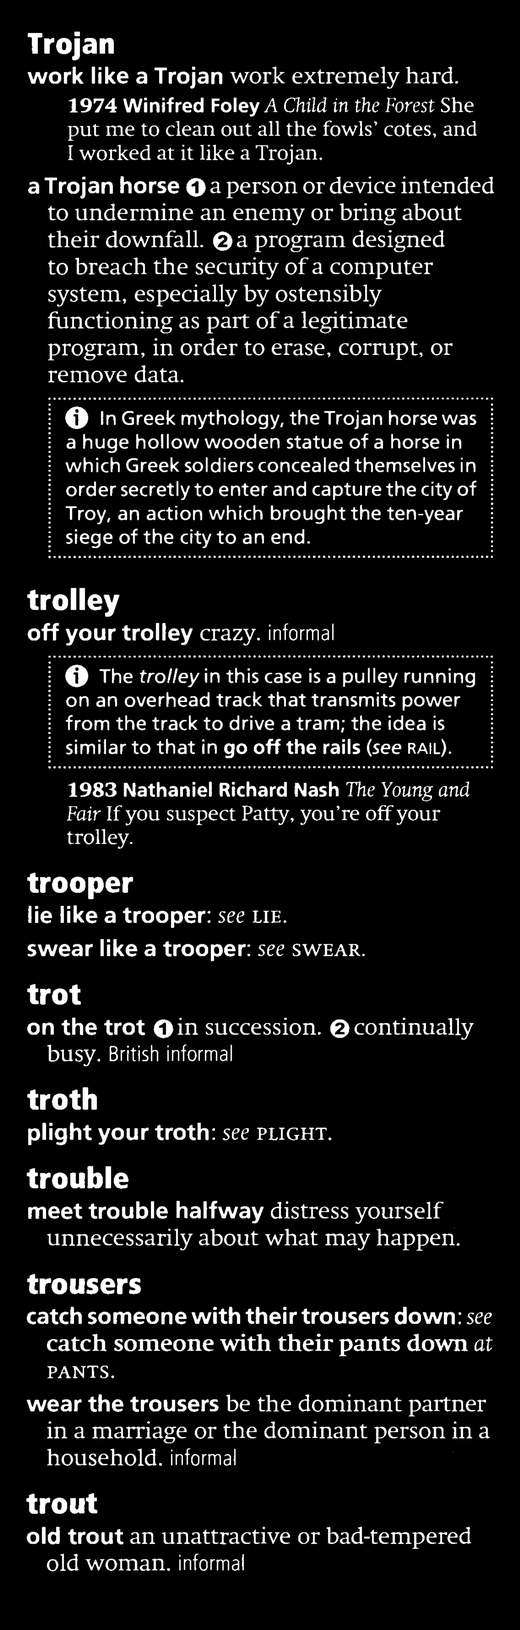 Trojan
work like a Trojan work extremely hard.
1974 Winifred Foley A Child in the Forest She
put me to clean out all the fowls' cotes, and
I worked at it like a Trojan.
a Trojan horse ❶ a person or device intended
to undermine an enemy or bring about
their downfall. ❷ a program designed
to breach the security of a computer
system, especially by ostensibly
functioning as part of a legitimate
program, in order to erase, corrupt, or
remove data.
ℹ In Greek mythology, the Trojan horse was
a huge hollow wooden statue of a horse in
which Greek soldiers concealed themselves in
order secretly to enter and capture the city of
Troy, an action which brought the ten-year
siege of the city to an end.
trolley
off your trolley crazy. informal
ℹ The trolley in this case is a pulley running
on an overhead track that transmits power
from the track to drive a tram; the idea is
similar to that in go off the rails (see RAIL).
1983 Nathaniel Richard Nash The Young and
Fair If you suspect Patty, you're off your
trolley.
trooper
lie like a trooper: see LIE.
swear like a trooper: see SWEAR.
trot
on the trot ❶ in succession. ❷ continually
busy. British informal
troth
plight your troth: see PLIGHT.
trouble
meet trouble halfway distress yourself
unnecessarily about what may happen.
trousers
catch someone with their trousers down: see
catch someone with their pants down at
PANTS.
wear the trousers be the dominant partner
in a marriage or the dominant person in a
household. informal
trout
old trout an unattractive or bad-tempered
old woman. informal